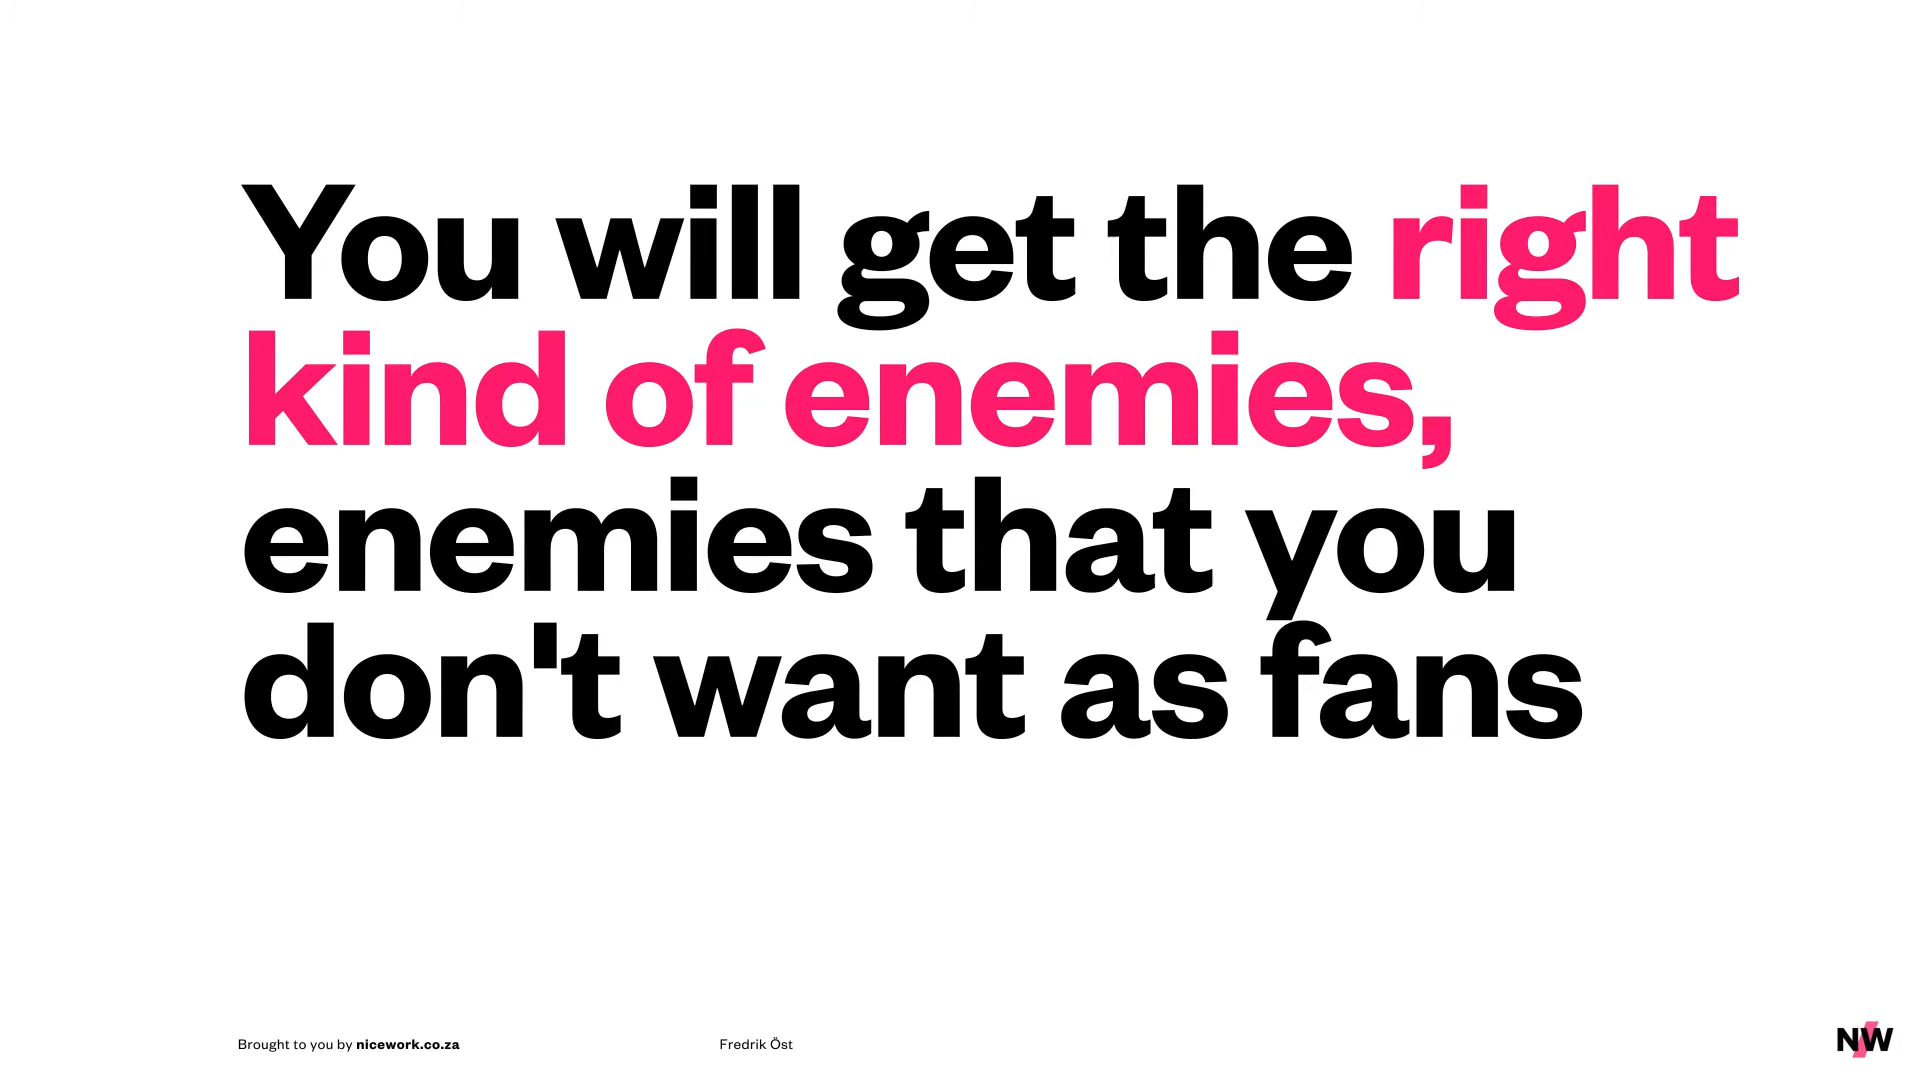 You will get the right
kind of enemies,
enemies that you
don't want as fans
Brought to you by nicework.co.za
Fredrik Öst
NW